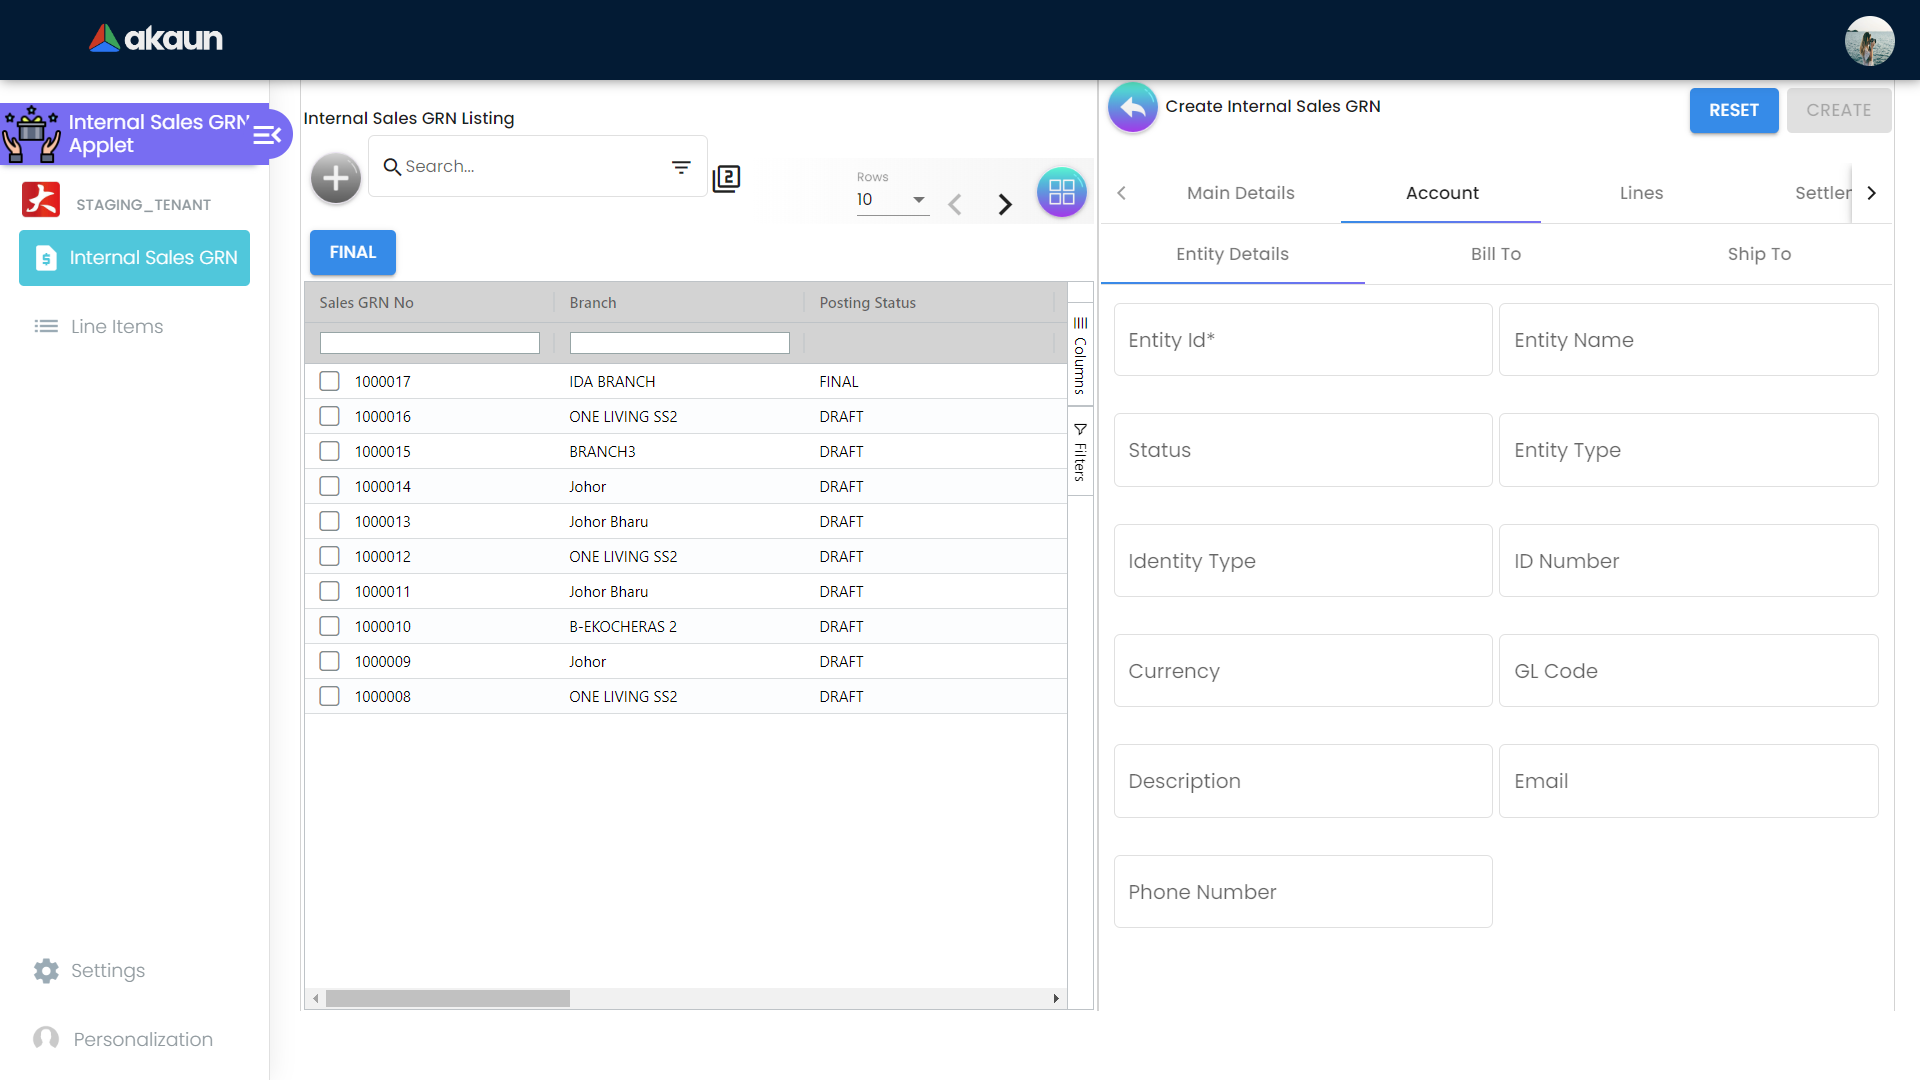 akaun
Internal Sales GRN
Applet
STAGING_TENANT
Internal Sales GRN
Line Items
Settings
Personalization
Internal Sales GRN Listing
Search...
2
Rows
10
FINAL
Sales GRN No Branch Posting Status
1000017 IDA BRANCH FINAL
1000016 ONE LIVING SS2 DRAFT
1000015 BRANCH3 DRAFT
1000014 Johor DRAFT
1000013 Johor Bharu DRAFT
1000012 ONE LIVING SS2 DRAFT
1000011 Johor Bharu DRAFT
1000010 B-EKOCHERAS 2 DRAFT
1000009 Johor DRAFT
1000008 ONE LIVING SS2 DRAFT
Columns
Filters
Create Internal Sales GRN
RESET CREATE
Main Details Account Lines Settler
Entity Details Bill To Ship To
Entity Id* Entity Name
Status Entity Type
Identity Type ID Number
Currency GL Code
Description Email
Phone Number